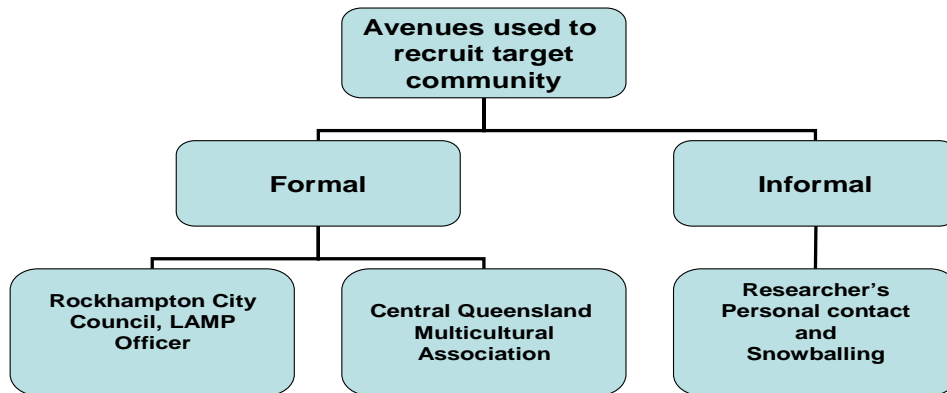 Avenues used to
recruit target
community
Formal
Informal
Rockhampton City
Council, LAMP
Officer
Central Queensland
Multicultural
Association
Researcher's
Personal contact
and
Snowballing